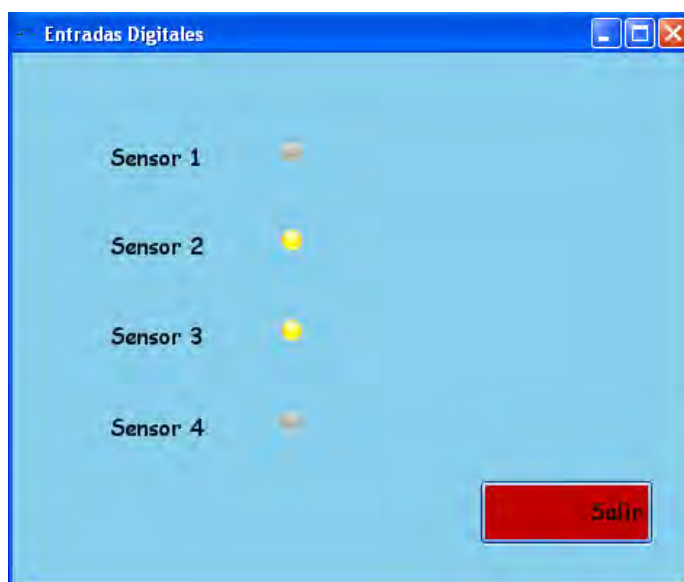 Entradas Digitales
Sensor 1
Sensor 2
Sensor 3
Sensor 4
Salir